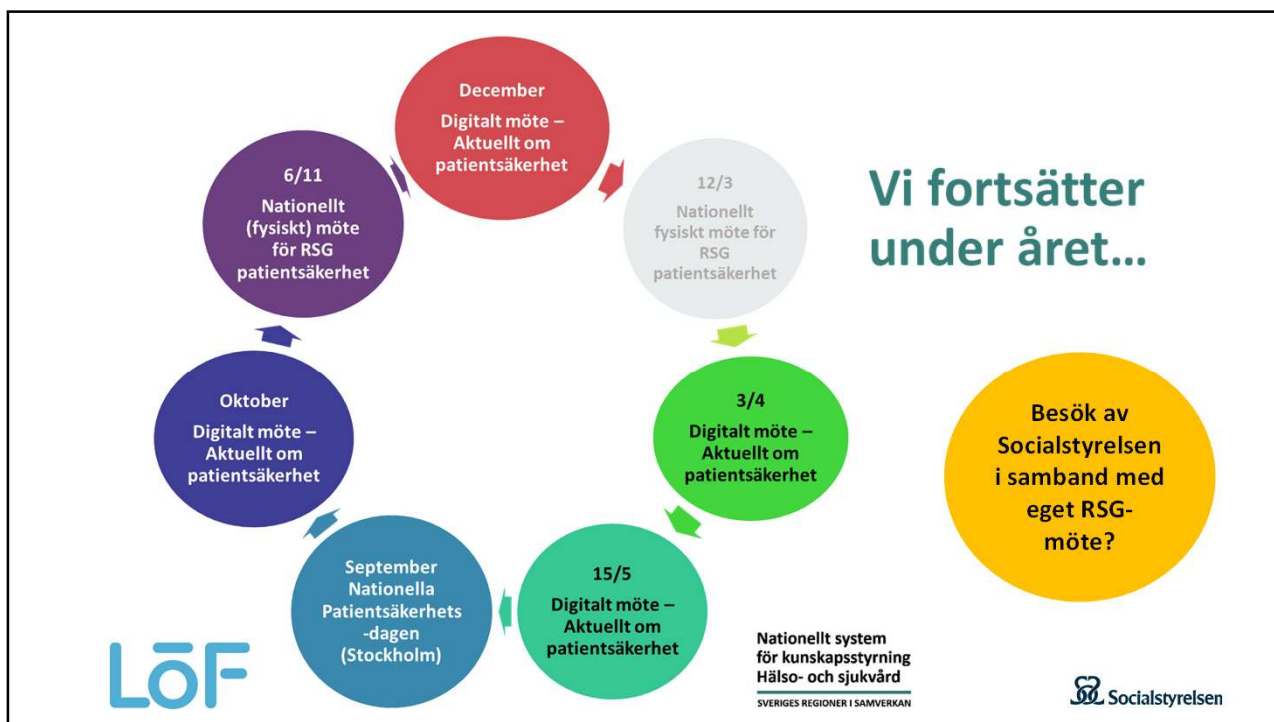 Vi fortsätter
under året...
December
Digitalt möte –
Aktuellt om
patientsäkerhet
12/3
Nationellt
fysiskt möte för
RSG
patientsäkerhet
3/4
Digitalt möte –
Aktuellt om
patientsäkerhet
15/5
Digitalt möte –
Aktuellt om
patientsäkerhet
September
Nationella
Patientsäkerhets
-dagen
(Stockholm)
Oktober
Digitalt möte –
Aktuellt om
patientsäkerhet
6/11
Nationellt
(fysiskt) möte
för RSG
patientsäkerhet
Besök av
Socialstyrelsen
i samband med
eget RSG-
möte?
LōF
Nationellt system
för kunskapsstyrning
Hälso- och sjukvård
SVERIGES REGIONER I SAMVERKAN
Socialstyrelsen